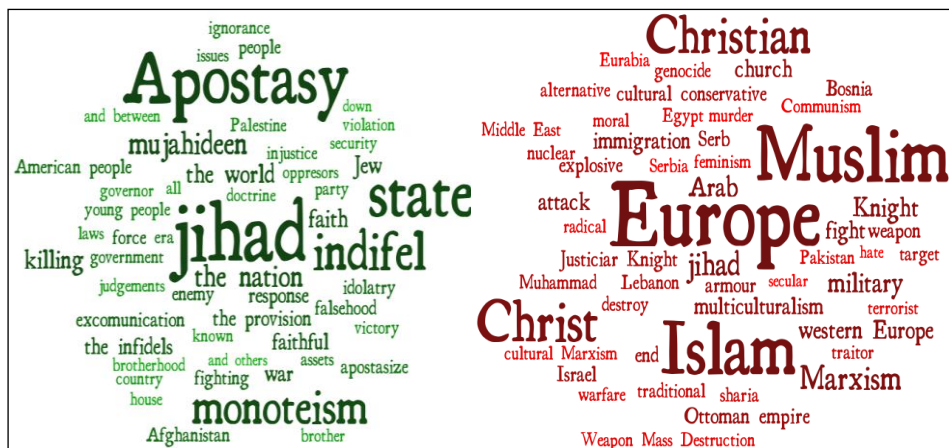 ignorance
issues people
Apostasy
and between
down
Palestine
violation
mujahideen
security
injustice
American people
the world
oppresors
Jew
governor all
doctrine
party
state
young people
jihad
faith
laws force era
indifel
killing government
the nation
judgements
enemy
response
idolatry
falsehood
excomunication
the provision
victory
known
faithful
the infidels
brotherhood
and others
assets
apostasize
country
fighting
war
house
monoteism
Afghanistan
brother
Christian
Eurabia
genocide
church
alternative
cultural conservative
Bosnia
Communism
moral
Egypt murder
Middle East
immigration
Serb
Muslim
nuclear
explosive
Serbia
feminism
Arab
attack
Europe
Knight
radical
fight weapon
Justiciar Knight
jihad
Pakistan
hate
target
Muhammad
Lebanon
armour
secular
military
destroy
multiculturalism
terrorist
Christ
Islam
western Europe
cultural Marxism
end
traitor
Israel
Marxism
warfare
traditional
sharia
Ottoman empire
Weapon Mass Destruction